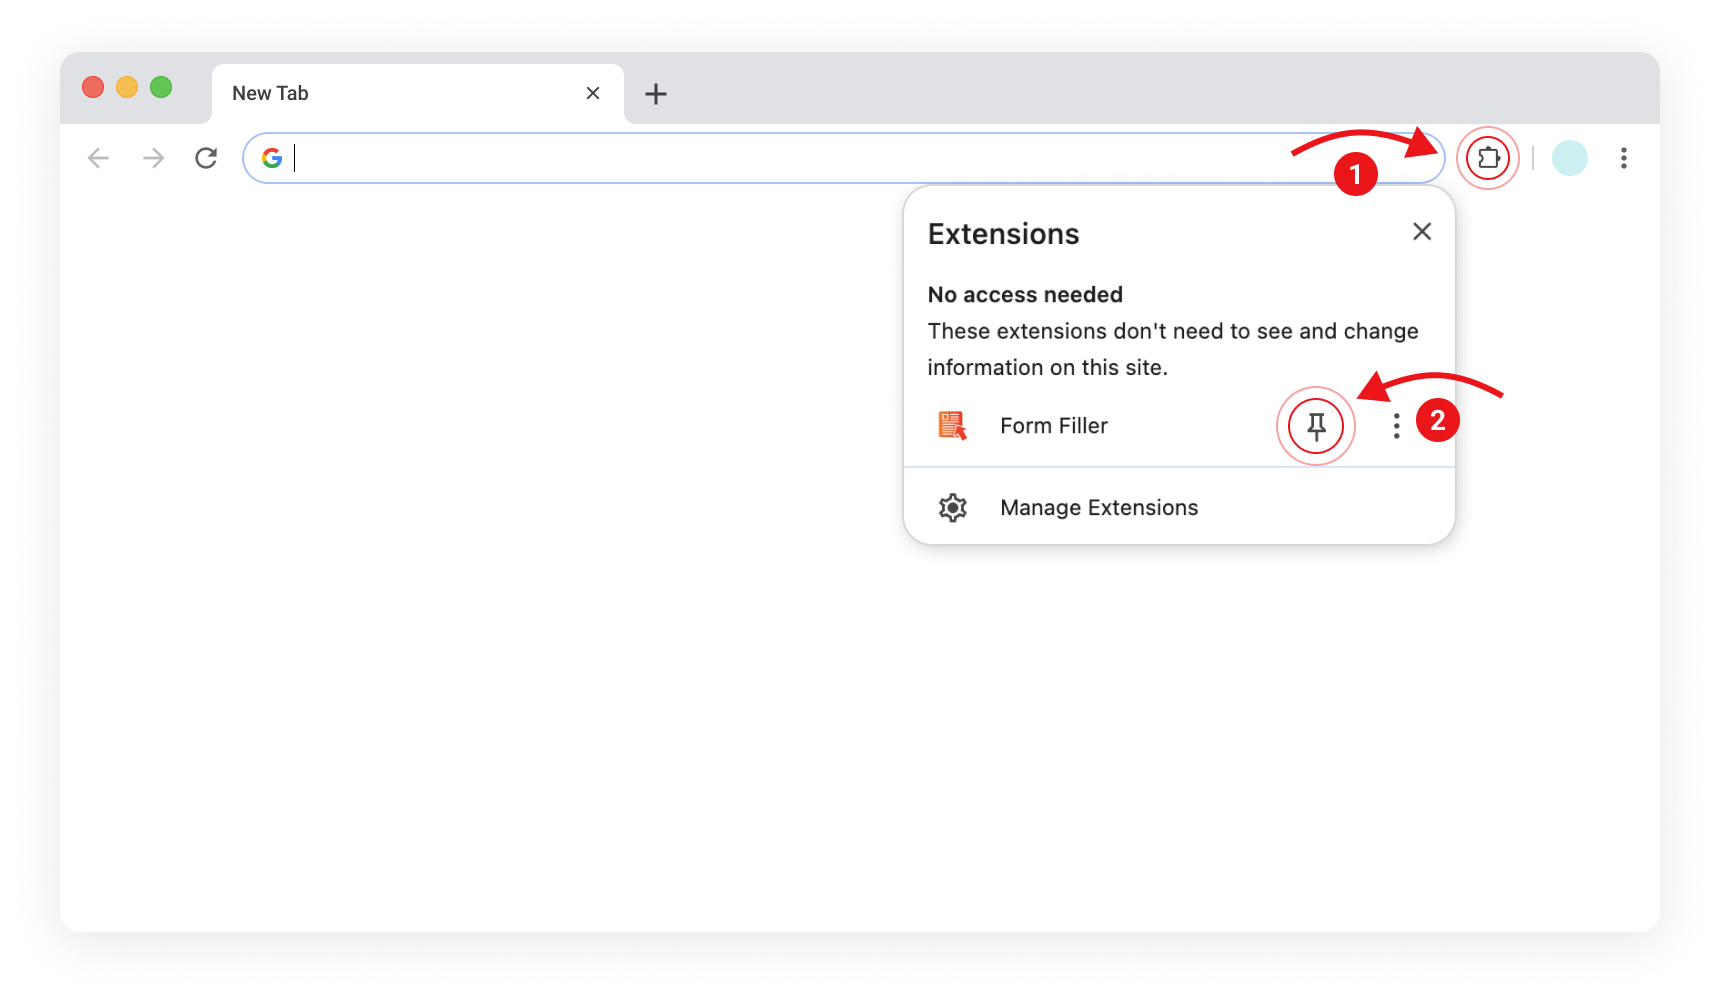 New Tab
1
Extensions
No access needed
These extensions don't need to see and change
information on this site.
Form Filler
2
Manage Extensions